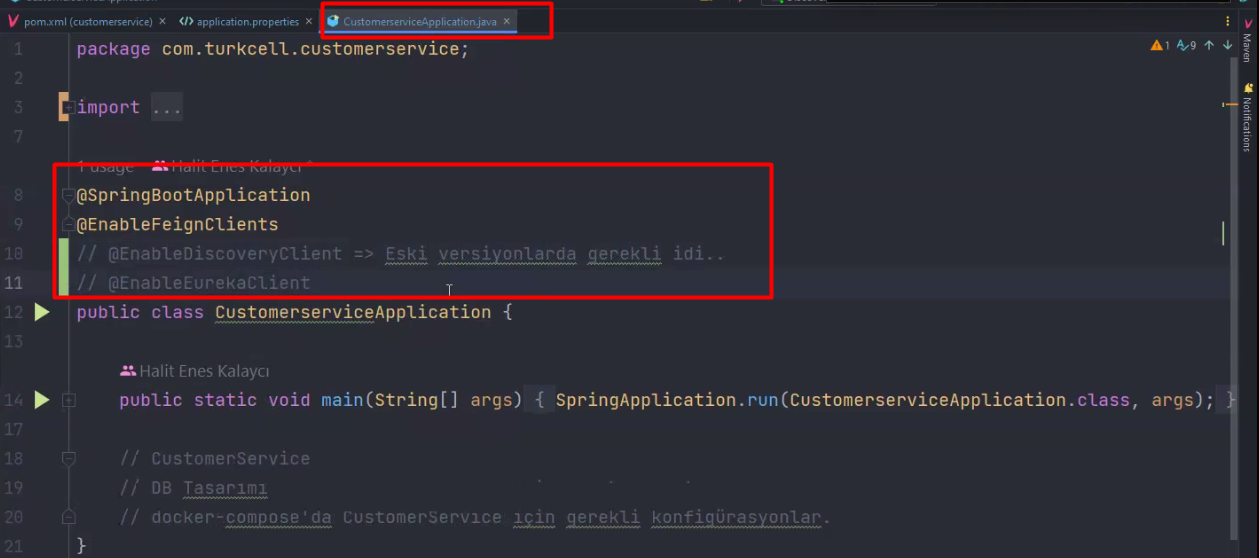 pom.xml (customerservice) × </> application.properties × CustomerserviceApplication.java ×
1 package com.turkcell.customerservice; 1 9
2
3 import ...
7
1 usage Halit Enes Kalaycı *
8 @SpringBootApplication
9 @EnableFeignClients
10 // @EnableDiscoveryClient => Eski versiyonlarda gerekli idi..
11 // @EnableEurekaClient
12 public class CustomerserviceApplication {
13
Halit Enes Kalaycı
14 public static void main(String[] args) { SpringApplication.run(CustomerserviceApplication.class, args); }
17
18 // CustomerService
19 // DB Tasarımı
20 // docker-compose'da CustomerService için gerekli konfigürasyonlar.
21 }
Maven
Notifications